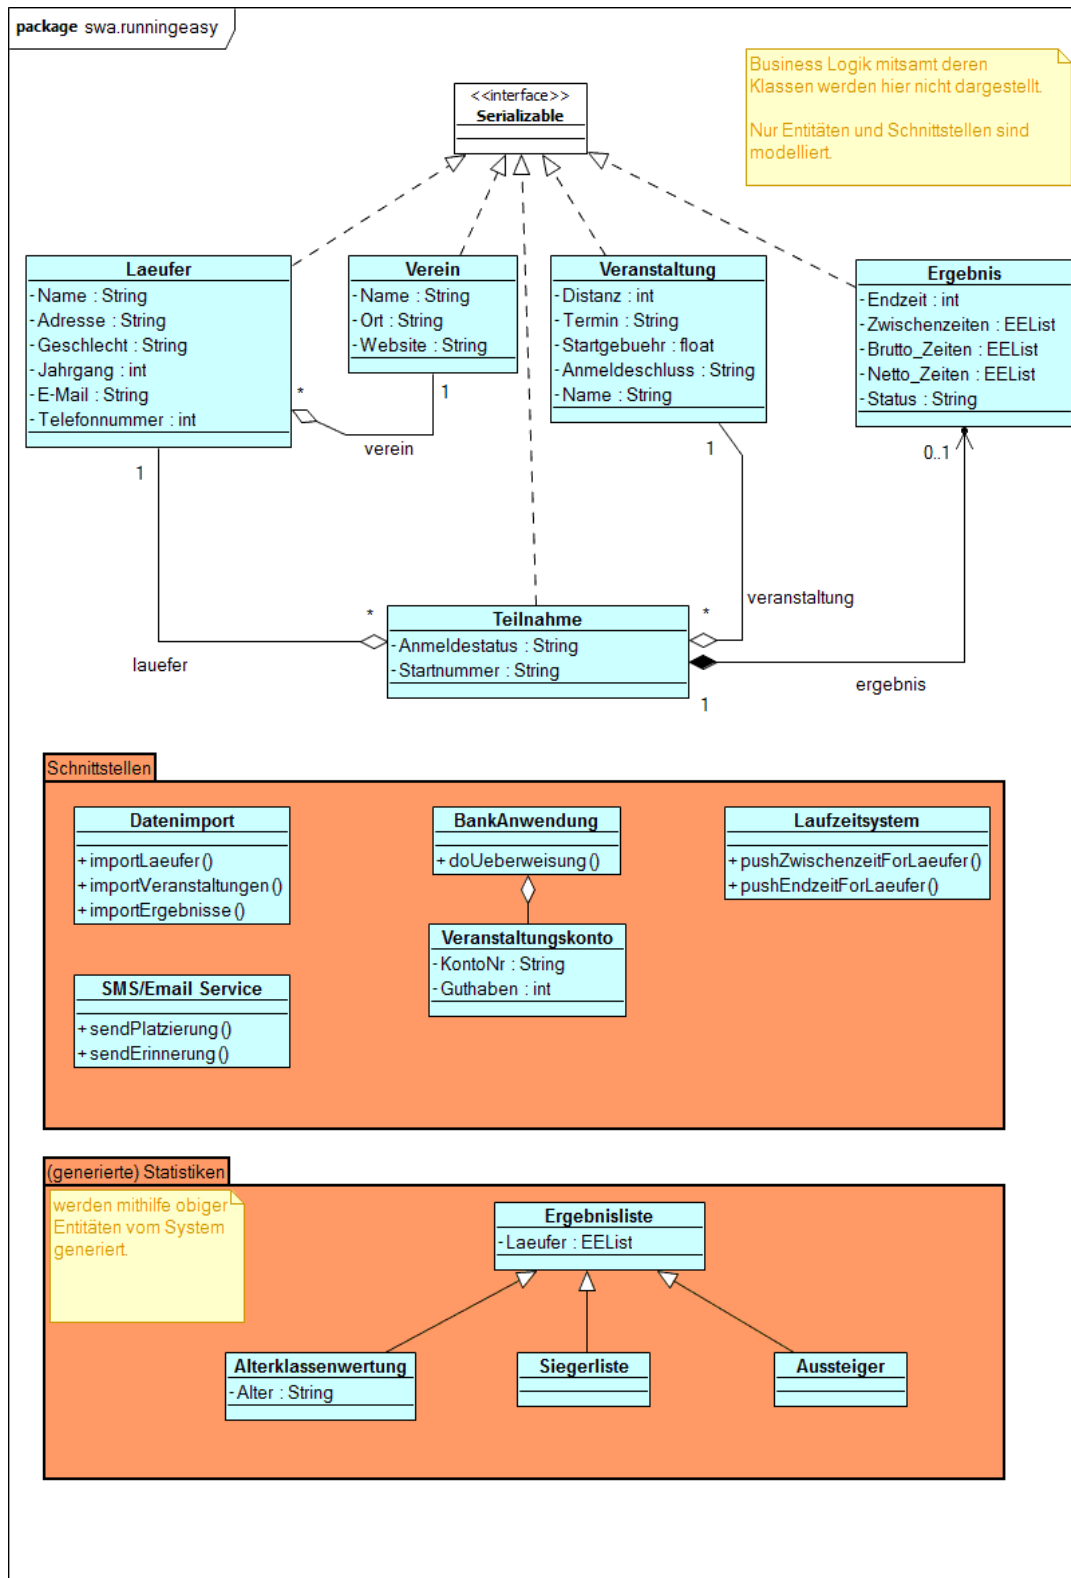 package swa.runningeasy
Business Logik mitsamt deren
Klassen werden hier nicht dargestellt.
Nur Entitäten und Schnittstellen sind
modelliert.
<<interface>>
Serializable
Laeufer
- Name : String
- Adresse : String
- Geschlecht : String
- Jahrgang : int
- E-Mail : String
- Telefonnummer : int
Verein
- Name : String
- Ort : String
- Website : String
Veranstaltung
- Distanz : int
- Termin : String
- Startgebuehr : float
- Anmeldeschluss : String
- Name : String
Ergebnis
- Endzeit : int
- Zwischenzeiten : EEList
- Brutto_Zeiten : EEList
- Netto_Zeiten : EEList
- Status : String
*
1
verein
1
1
0..1
veranstaltung
*
*
lauefer
Teilnahme
- Anmeldestatus : String
- Startnummer : String
ergebnis
1
Schnittstellen
Datenimport
+ importLaeufer()
+ importVeranstaltungen()
+ importErgebnisse()
BankAnwendung
+ doUeberweisung()
Laufzeitsystem
+ pushZwischenzeitForLaeufer()
+ pushEndzeitForLaeufer()
Veranstaltungskonto
- KontoNr : String
- Guthaben : int
SMS/Email Service
+ sendPlatzierung()
+ sendErinnerung()
(generierte) Statistiken
werden mithilfe obiger
Entitäten vom System
generiert.
Ergebnisliste
- Laeufer : EEList
Alterklassenwertung
- Alter : String
Siegerliste
Aussteiger